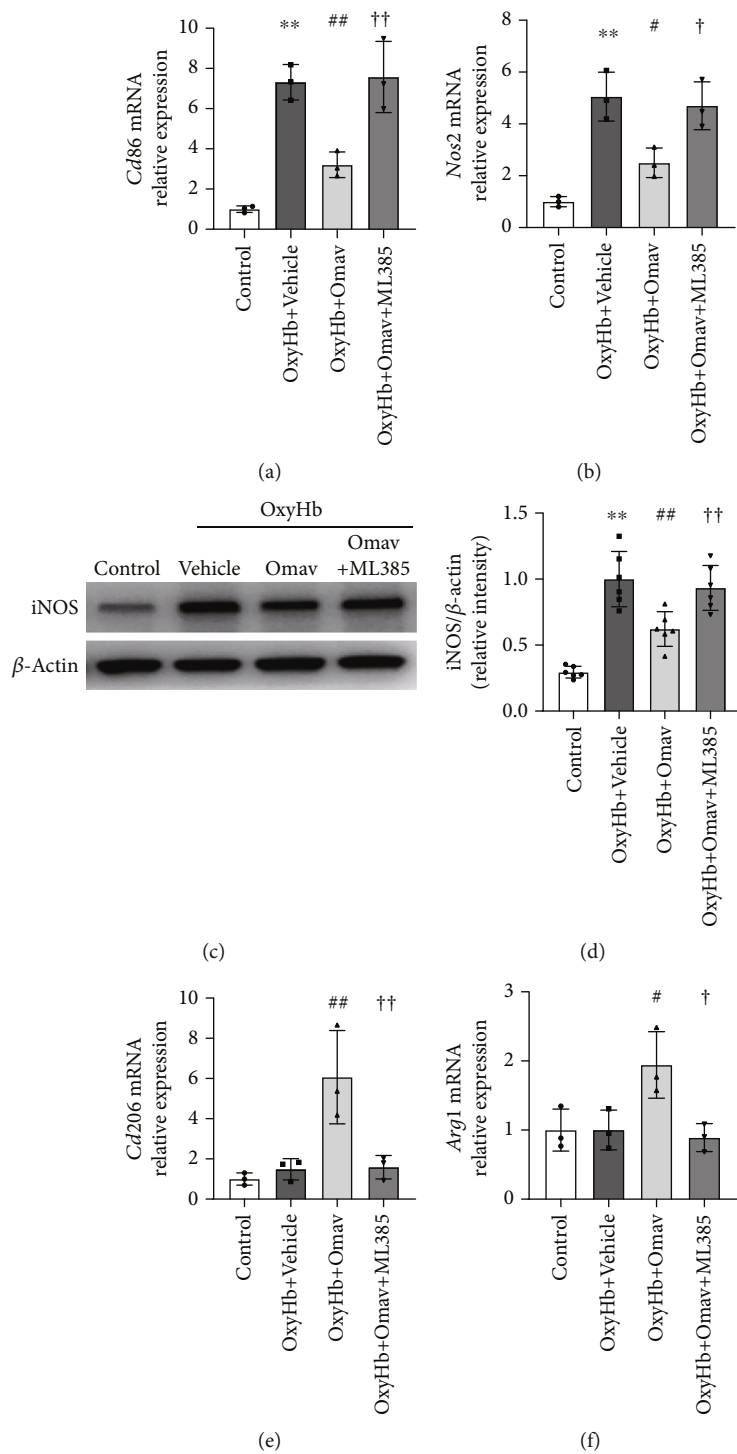 Cd86 mRNA
relative expression
10
8
6
4
2
0
**
##
††
Control
OxyHb+Vehicle
OxyHb+Omav
OxyHb+Omav+ML385
(a)
Nos2 mRNA
relative expression
8
6
4
2
0
**
#
†
Control
OxyHb+Vehicle
OxyHb+Omav
OxyHb+Omav+ML385
(b)
OxyHb
Control
Vehicle
Omav
Omav
+ML385
iNOS
β-Actin
(c)
iNOS/β-actin
(relative intensity)
1.5
1.0
0.5
0.0
**
##
††
Control
OxyHb+Vehicle
OxyHb+Omav
OxyHb+Omav+ML385
(d)
Cd206 mRNA
relative expression
10
8
6
4
2
0
##
††
Control
OxyHb+Vehicle
OxyHb+Omav
OxyHb+Omav+ML385
(e)
Arg1 mRNA
relative expression
3
2
1
0
#
†
Control
OxyHb+Vehicle
OxyHb+Omav
OxyHb+Omav+ML385
(f)